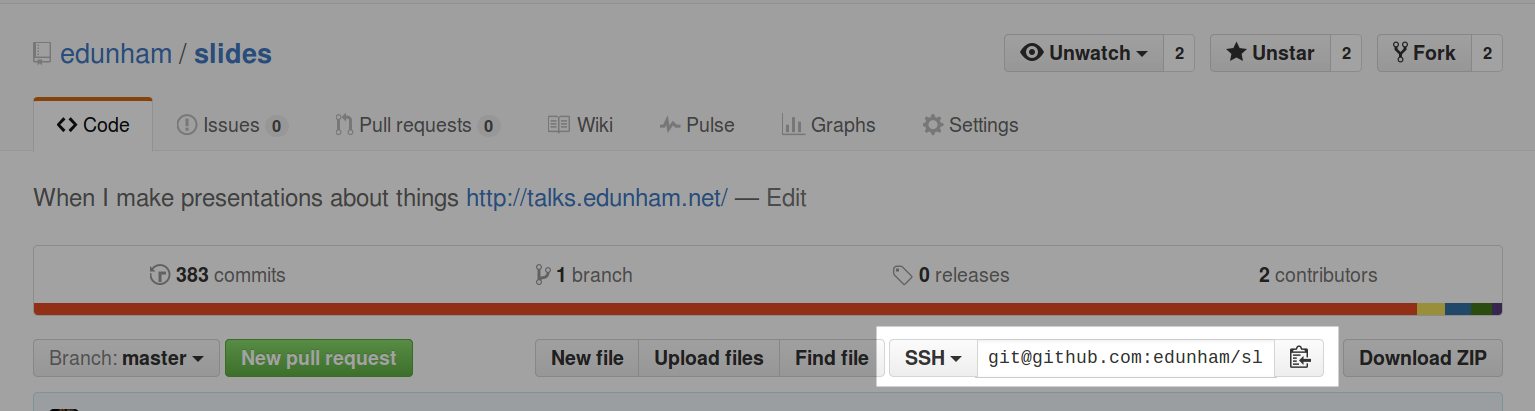 edunham / slides
Unwatch 2 Unstar 2 Fork 2
Code Issues 0 Pull requests 0 Wiki Pulse Graphs Settings
When I make presentations about things http://talks.edunham.net/ — Edit
383 commits 1 branch 0 releases 2 contributors
Branch: master New pull request New file Upload files Find file SSH git@github.com:edunham/sl Download ZIP